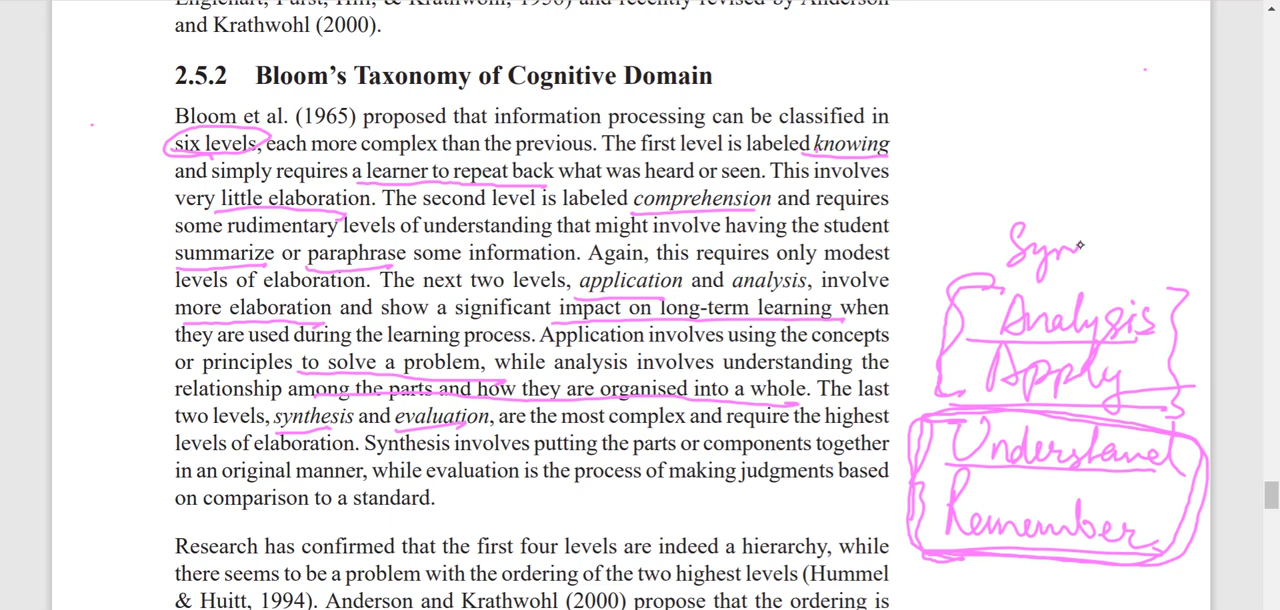 and Krathwohl (2000).
2.5.2 Bloom's Taxonomy of Cognitive Domain
Bloom et al. (1965) proposed that information processing can be classified in
six levels, each more complex than the previous. The first level is labeled knowing
and simply requires a learner to repeat back what was heard or seen. This involves
very little elaboration. The second level is labeled comprehension and requires
some rudimentary levels of understanding that might involve having the student
summarize or paraphrase some information. Again, this requires only modest
levels of elaboration. The next two levels, application and analysis, involve
more elaboration and show a significant impact on long-term learning when
they are used during the learning process. Application involves using the concepts
or principles to solve a problem, while analysis involves understanding the
relationship among the parts and how they are organised into a whole. The last
two levels, synthesis and evaluation, are the most complex and require the highest
levels of elaboration. Synthesis involves putting the parts or components together
in an original manner, while evaluation is the process of making judgments based
on comparison to a standard.
Research has confirmed that the first four levels are indeed a hierarchy, while
there seems to be a problem with the ordering of the two highest levels (Hummel
& Huitt, 1994). Anderson and Krathwohl (2000) propose that the ordering is
Syn
Analysis
Apply
Understand
Remember